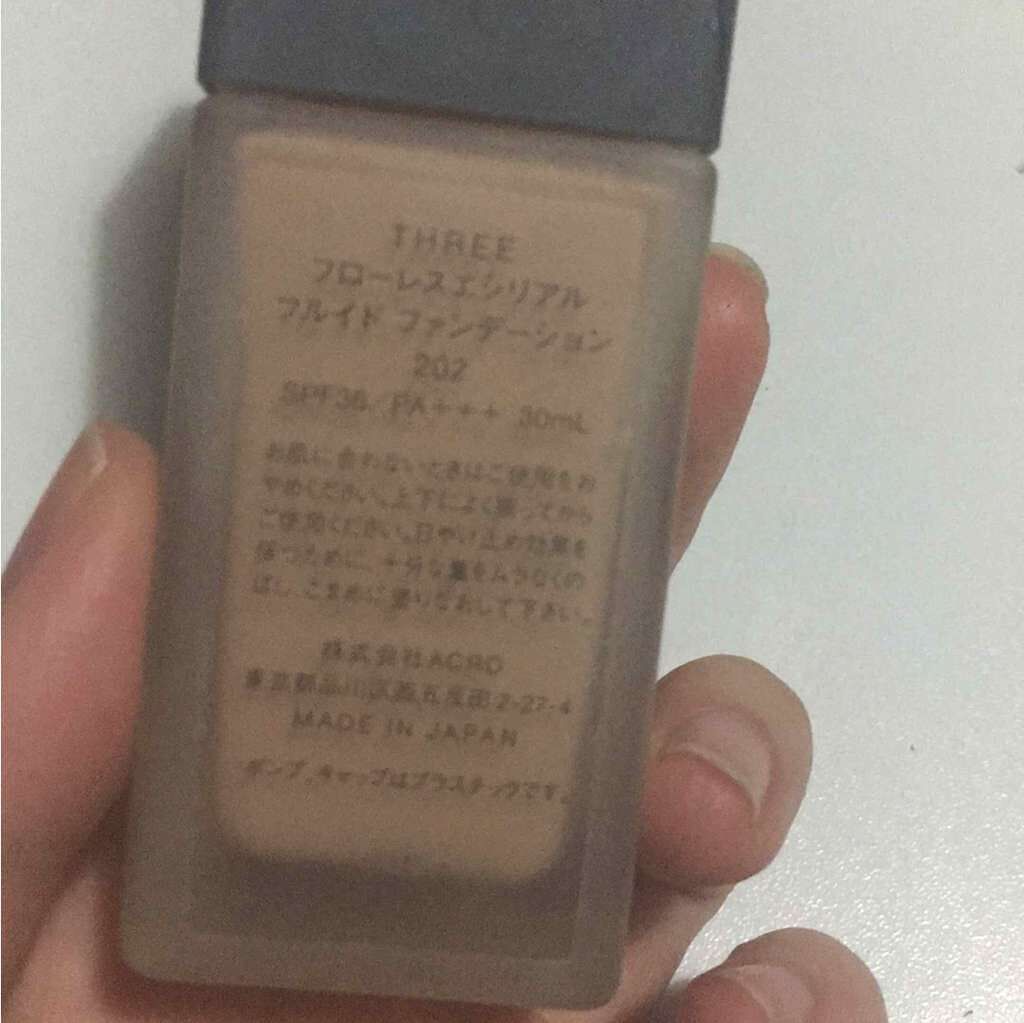 THREE
フローレスエシリアル
フルイド ファンデーション
202
SPF36/PA+++ 30mL
お肌に合わないときはご使用をお
やめください。上下によく振ってから
ご使用ください。日やけ止め効果を
保つために、十分な量をムラなくの
ばし、こまめに塗りなおして下さい。
株式会社ACRO
東京都品川区西五反田2-27-4
MADE IN JAPAN
ポンプ、キャップはプラスチックです。